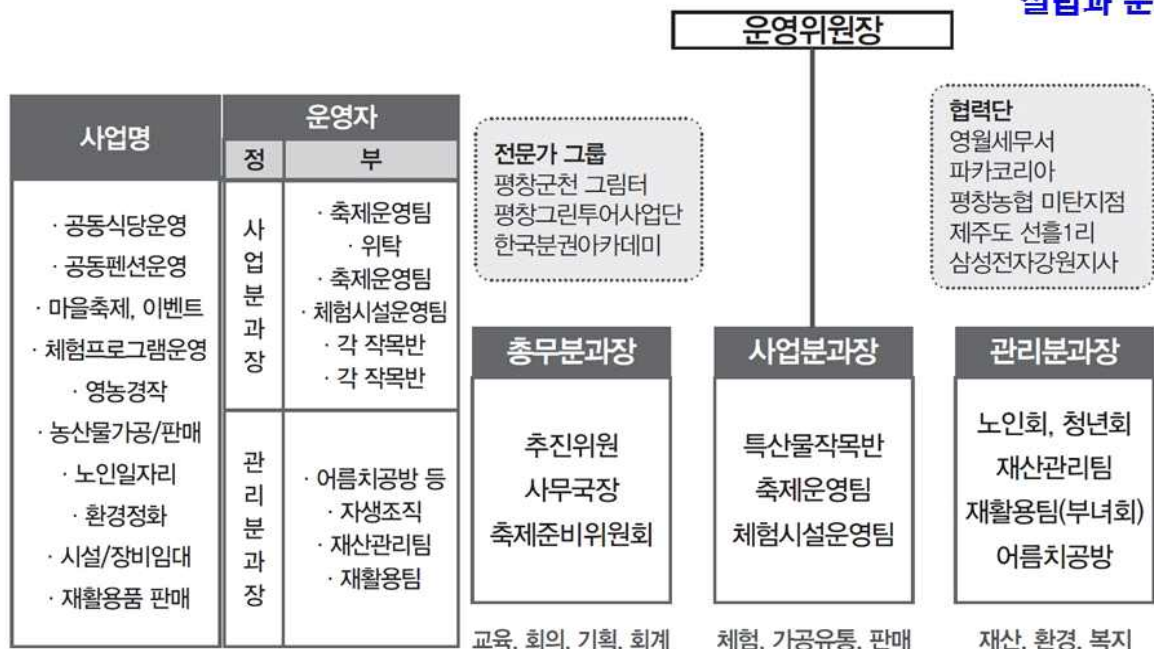 운영위원장
사업명
운영자
정
부
· 공동식당운영
· 공동펜션운영
· 마을축제, 이벤트
· 체험프로그램운영
· 영농경작
· 농산물가공/판매
· 노인일자리
· 환경정화
· 시설/장비임대
· 재활용품 판매
사
업
분
과
장
· 축제운영팀
· 위탁
· 축제운영팀
· 체험시설운영팀
· 각 작목반
· 각 작목반
관
리
분
과
장
· 어름치공방 등
· 자생조직
· 재산관리팀
· 재활용팀
전문가 그룹
평창군천 그림터
평창그린투어사업단
한국분권아카데미
협력단
영월세무서
파카코리아
평창농협 미탄지점
제주도 선흘1리
삼성전자강원지사
총무분과장
추진위원
사무국장
축제준비위원회
교육, 회의, 기획, 회계
사업분과장
특산물작목반
축제운영팀
체험시설운영팀
체험, 가공유통, 판매
관리분과장
노인회, 청년회
재산관리팀
재활용팀(부녀회)
어름치공방
재산, 환경, 복지